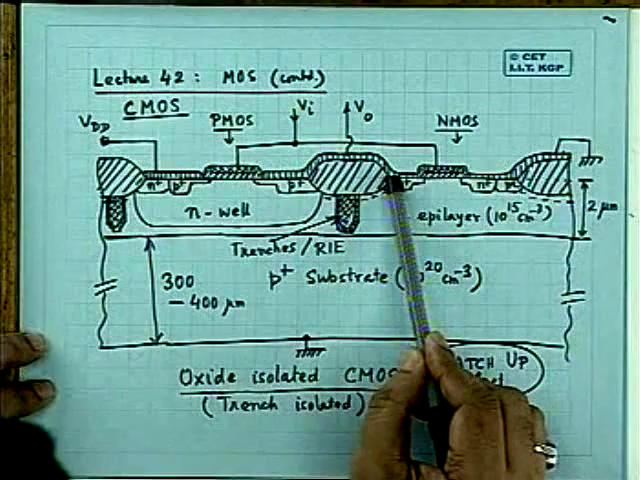 © CET
I.I.T. KGP
Lecture 42 : MOS (contd.)
CMOS
PMOS
Vi
Vo
NMOS
VDD
n+ p+ p+ n+ p+
n-well
epilayer (10^15 cm^-3)
2 μm
Trenches/RIE
300
– 400 μm
p+ Substrate ( 10^20 cm^-3)
Oxide isolated CMOS
(Trench isolated)
UP